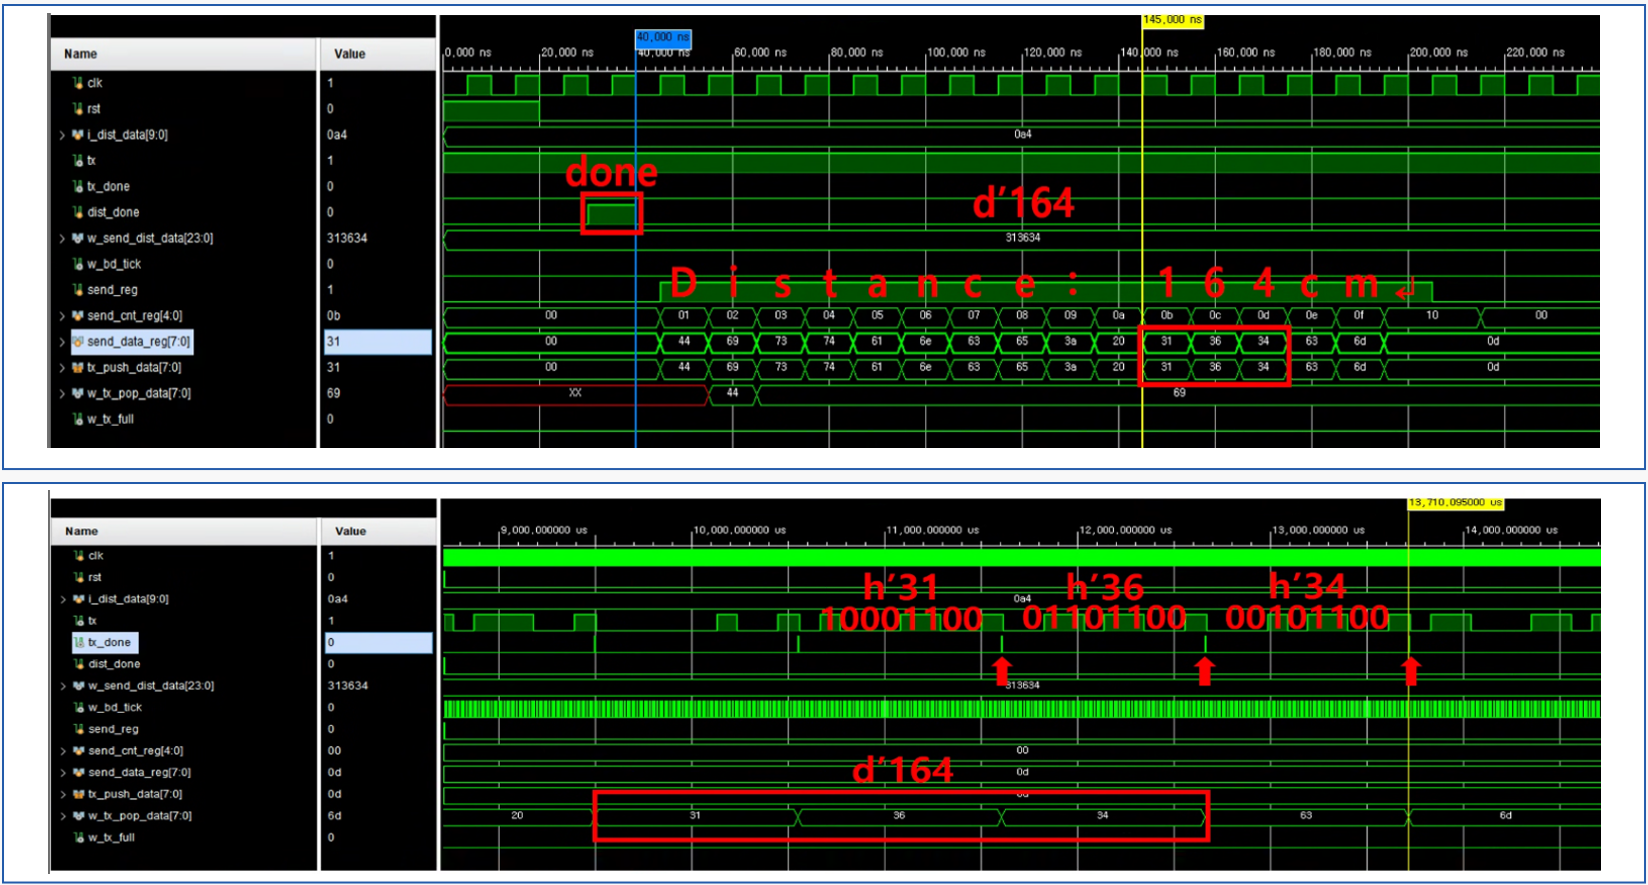 145,000 ns
40,000 ns
Name Value
0,000 ns 20,000 ns 40,000 ns 60,000 ns 80,000 ns 100,000 ns 120,000 ns 140,000 ns 160,000 ns 180,000 ns 200,000 ns 220,000 ns
clk 1
rst 0
i_dist_data[9:0] 0a4 0a4
tx 1
done
tx_done 0
dist_done 0
d'164
w_send_dist_data[23:0] 313634 313634
w_bd_tick 0
Distance: 164cm↲
send_reg 1
send_cnt_reg[4:0] 0b 00 01 02 03 04 05 06 07 08 09 0a 0b 0c 0d 0e 0f 10 00
send_data_reg[7:0] 31 00 44 69 73 74 61 6e 63 65 3a 20 31 36 34 63 6d 0d
tx_push_data[7:0] 31 00 44 69 73 74 61 6e 63 65 3a 20 31 36 34 63 6d 0d
w_tx_pop_data[7:0] 69 XX 44 69
w_tx_full 0
13,710.095000 us
Name Value
9,000.000000 us 10,000.000000 us 11,000.000000 us 12,000.000000 us 13,000.000000 us 14,000.000000 us
clk 1
rst 0
h'31 h'36 h'34
i_dist_data[9:0] 0a4 0a4
10001100 01101100 00101100
tx 1
tx_done 0
dist_done 0
w_send_dist_data[23:0] 313634 313634
w_bd_tick 0
send_reg 0
send_cnt_reg[4:0] 00 00
d'164
send_data_reg[7:0] 0d 0d
tx_push_data[7:0] 0d 0d
w_tx_pop_data[7:0] 6d 20 31 36 34 63 6d
w_tx_full 0